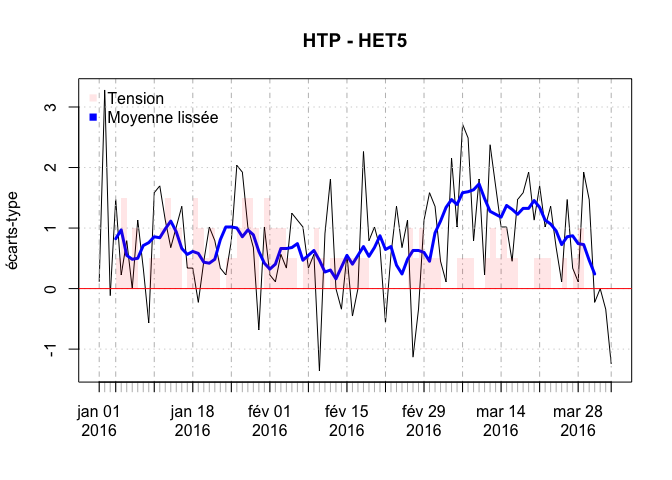 HTP - HET5
Tension
Moyenne lissée
écarts-type
3
2
1
0
-1
jan 01 2016
jan 18 2016
fév 01 2016
fév 15 2016
fév 29 2016
mar 14 2016
mar 28 2016